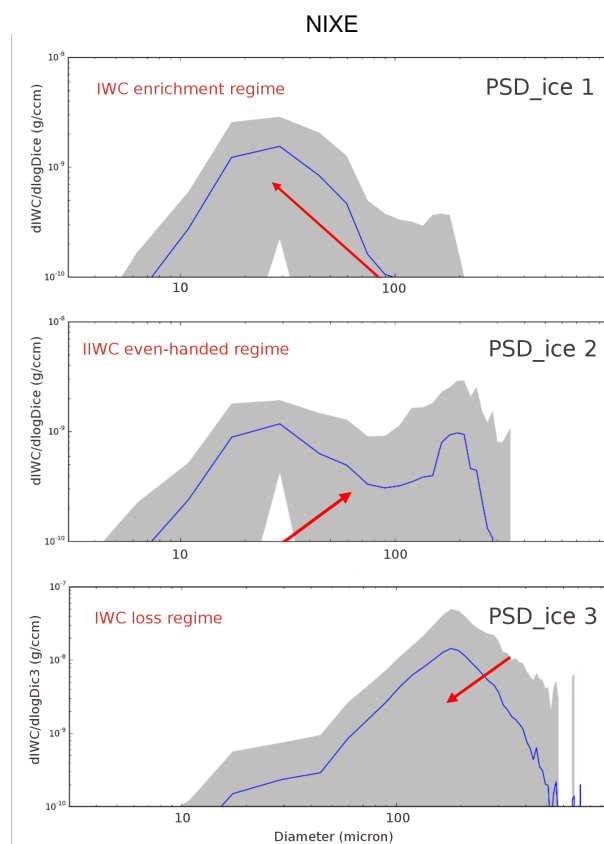 NIXE
10⁻⁸
IWC enrichment regime
PSD_ice 1
dIWC/dlogDice (g/ccm)
10⁻⁹
10⁻¹⁰
10
100
10⁻⁸
IIWC even-handed regime
PSD_ice 2
dIWC/dlogDice (g/ccm)
10⁻⁹
10⁻¹⁰
10
100
10⁻⁷
IWC loss regime
PSD_ice 3
dIWC/dlogDic3 (g/ccm)
10⁻⁸
10⁻⁹
10⁻¹⁰
10
100
Diameter (micron)